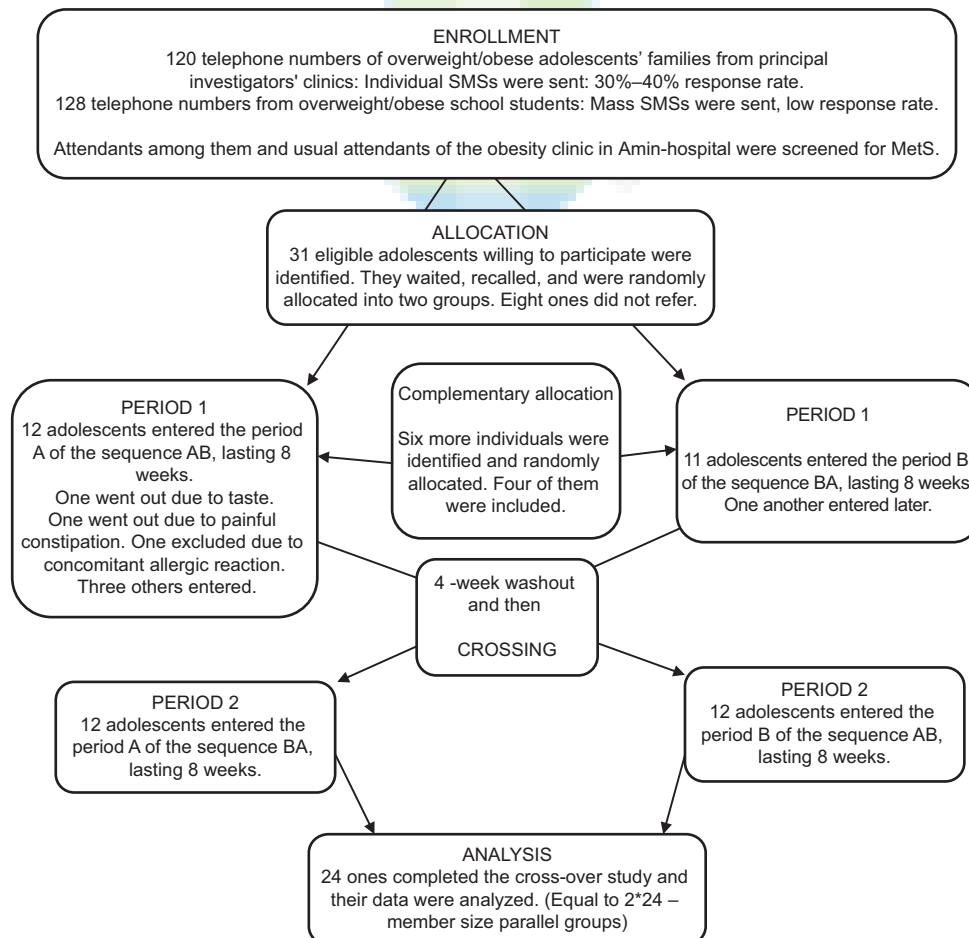 ENROLLMENT
120 telephone numbers of overweight/obese adolescents’ families from principal
investigators' clinics: Individual SMSs were sent: 30%–40% response rate.
128 telephone numbers from overweight/obese school students: Mass SMSs were sent, low response rate.
Attendants among them and usual attendants of the obesity clinic in Amin-hospital were screened for MetS.
ALLOCATION
31 eligible adolescents willing to participate were
identified. They waited, recalled, and were randomly
allocated into two groups. Eight ones did not refer.
PERIOD 1
12 adolescents entered the period
A of the sequence AB, lasting 8
weeks.
One went out due to taste.
One went out due to painful
constipation. One excluded due to
concomitant allergic reaction.
Three others entered.
Complementary allocation
Six more individuals were
identified and randomly
allocated. Four of them
were included.
PERIOD 1
11 adolescents entered the period B
of the sequence BA, lasting 8 weeks
One another entered later.
4 -week washout
and then
CROSSING
PERIOD 2
12 adolescents entered the
period A of the sequence BA,
lasting 8 weeks.
PERIOD 2
12 adolescents entered the
period B of the sequence AB,
lasting 8 weeks.
ANALYSIS
24 ones completed the cross-over study and
their data were analyzed. (Equal to 2*24 –
member size parallel groups)